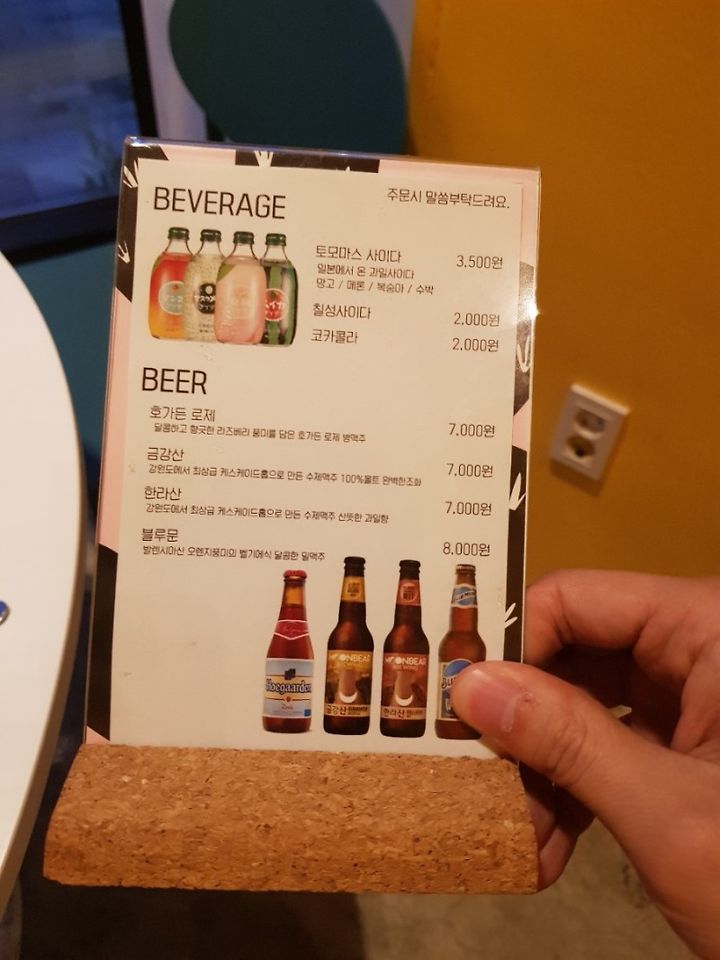 BEVERAGE
주문시 말씀부탁드려요.
토모마스 사이다 3,500원
일본에서 온 과일사이다
망고 / 메론 / 복숭아 / 수박
칠성사이다 2,000원
코카콜라 2,000원
BEER
호가든 로제 7,000원
달콤하고 향긋한 라즈베리 풍미를 담은 호가든 로제 병맥주
금강산 7,000원
강원도에서 최상급 케스케이드홉으로 만든 수제맥주 100%몰트 완벽한조화
한라산 7,000원
강원도에서 최상급 케스케이드홉으로 만든 수제맥주 산뜻한 과일향
블루문 8,000원
발렌시아산 오렌지풍미의 벨기에식 달콤한 밀맥주
Hoegaarden
MOONBEAR
금강산
MOONBEAR
한라산